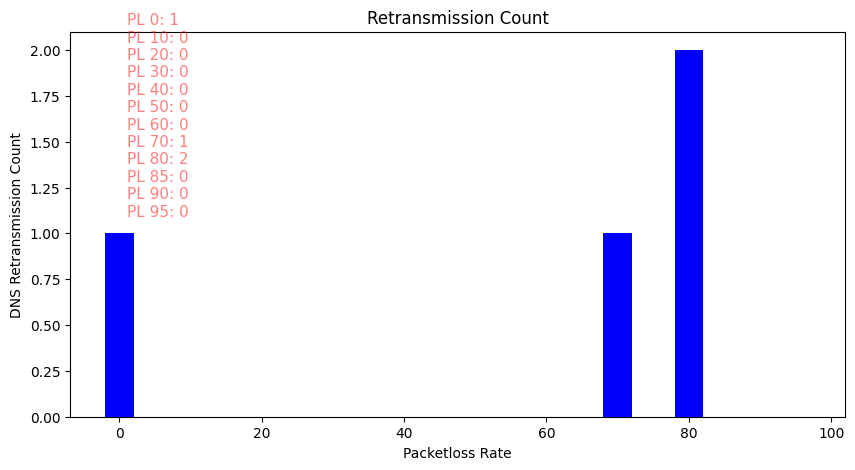 Retransmission Count
PL 0: 1
PL 10: 0
PL 20: 0
PL 30: 0
PL 40: 0
PL 50: 0
PL 60: 0
PL 70: 1
PL 80: 2
PL 85: 0
PL 90: 0
PL 95: 0
DNS Retransmission Count
2.00
1.75
1.50
1.25
1.00
0.75
0.50
0.25
0.00
0 20 40 60 80 100
Packetloss Rate